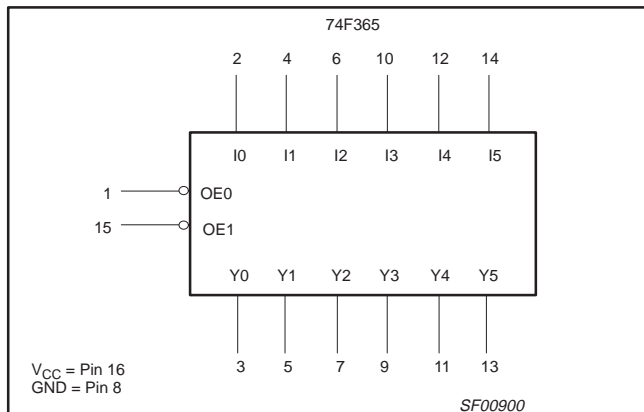 74F365
2 4 6 10 12 14
I0 I1 I2 I3 I4 I5
1 OE0
15 OE1
Y0 Y1 Y2 Y3 Y4 Y5
3 5 7 9 11 13
VCC = Pin 16
GND = Pin 8
SF00900